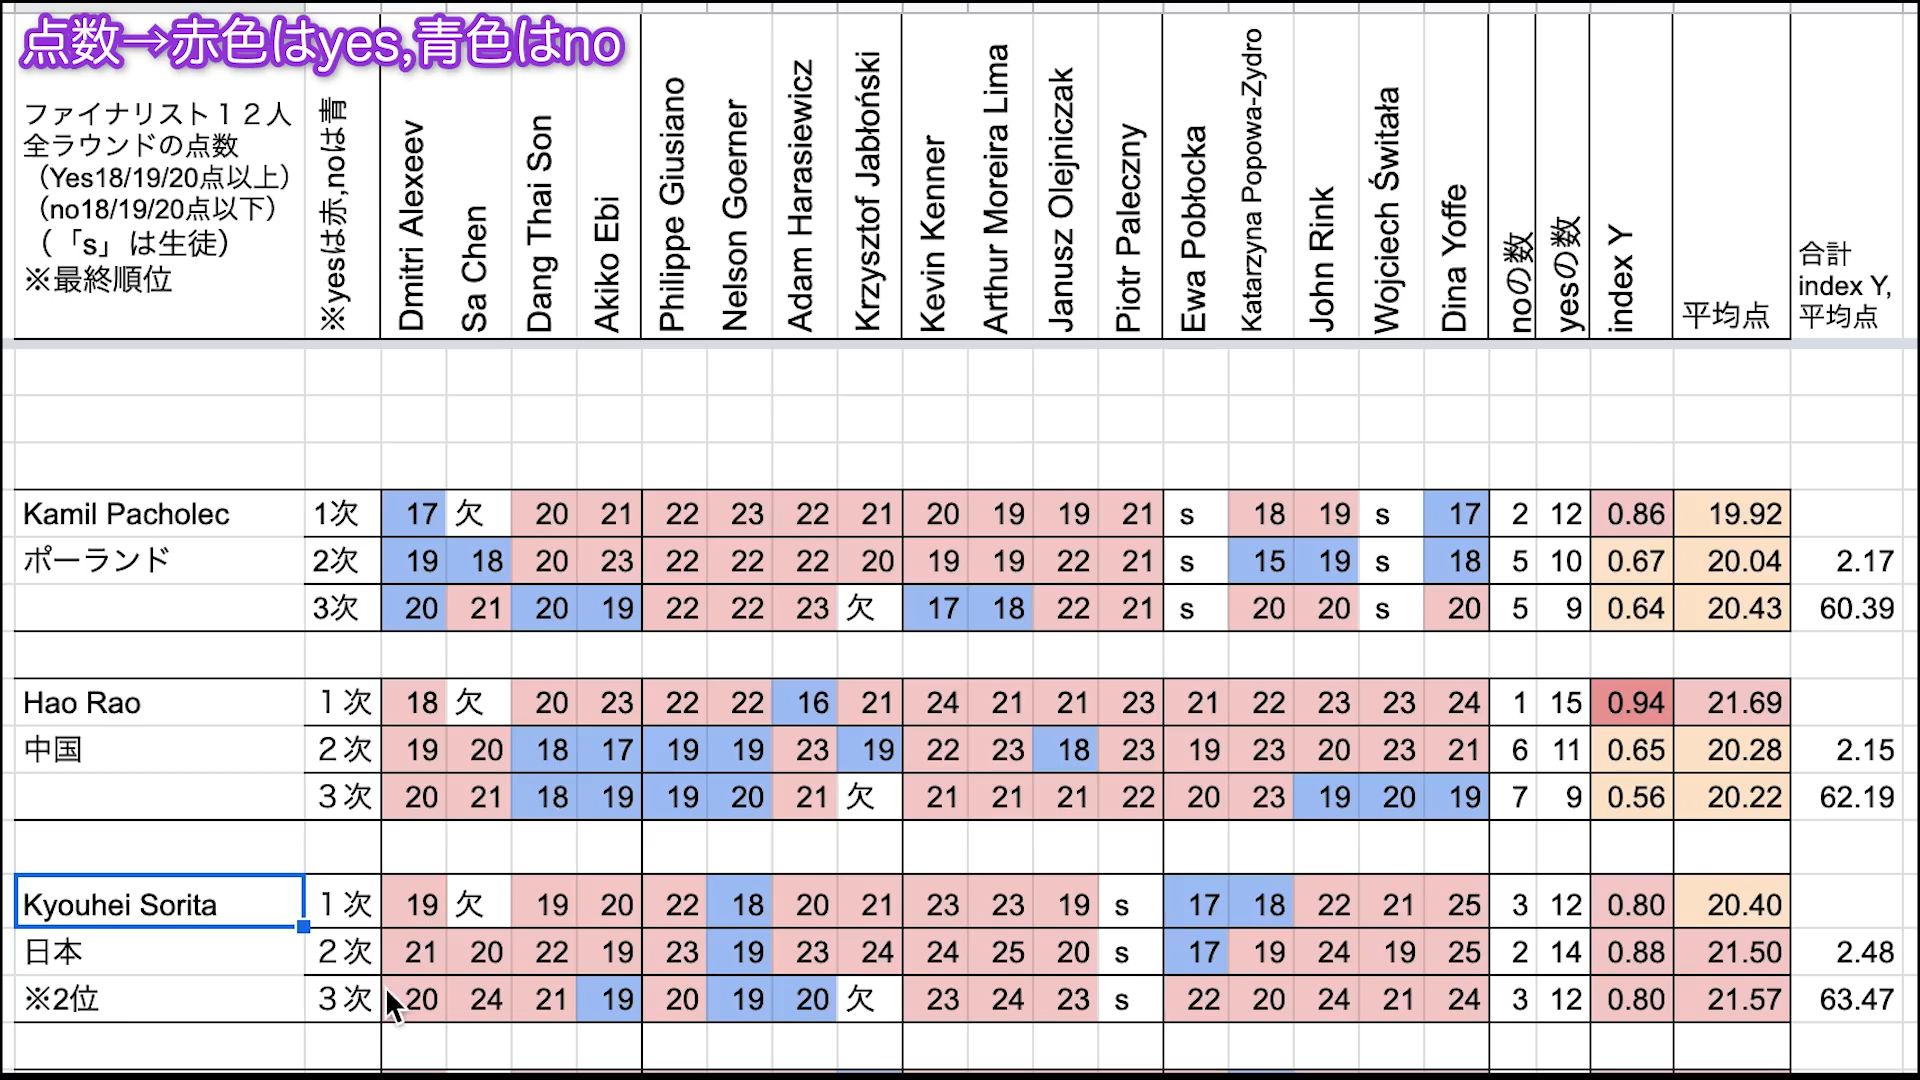 点数→赤色はyes,青色はno
ファイナリスト１２人
全ラウンドの点数
（Yes18/19/20点以上）
（no18/19/20点以下）
（「s」は生徒）
※最終順位
※yesは赤,noは青
Dmitri Alexeev
Sa Chen
Dang Thai Son
Akiko Ebi
Philippe Giusiano
Nelson Goerner
Adam Harasiewicz
Krzysztof Jabłoński
Kevin Kenner
Arthur Moreira Lima
Janusz Olejniczak
Piotr Paleczny
Ewa Pobłocka
Katarzyna Popowa-Zydro
John Rink
Wojciech Świtała
Dina Yoffe
noの数
yesの数
index Y
平均点
合計
index Y,
平均点
Kamil Pacholec 1次 17 欠 20 21 22 23 22 21 20 19 19 21 s 18 19 s 17 2 12 0.86 19.92
ポーランド 2次 19 18 20 23 22 22 22 20 19 19 22 21 s 15 19 s 18 5 10 0.67 20.04 2.17
3次 20 21 20 19 22 22 23 欠 17 18 22 21 s 20 20 s 20 5 9 0.64 20.43 60.39
Hao Rao １次 18 欠 20 23 22 22 16 21 24 21 21 23 21 22 23 23 24 1 15 0.94 21.69
中国 ２次 19 20 18 17 19 19 23 19 22 23 18 23 19 23 20 23 21 6 11 0.65 20.28 2.15
３次 20 21 18 19 19 20 21 欠 21 21 21 22 20 23 19 20 19 7 9 0.56 20.22 62.19
Kyouhei Sorita １次 19 欠 19 20 22 18 20 21 23 23 19 s 17 18 22 21 25 3 12 0.80 20.40
日本 ２次 21 20 22 19 23 19 23 24 24 25 20 s 17 19 24 19 25 2 14 0.88 21.50 2.48
※2位 ３次 20 24 21 19 20 19 20 欠 23 24 23 s 22 20 24 21 24 3 12 0.80 21.57 63.47